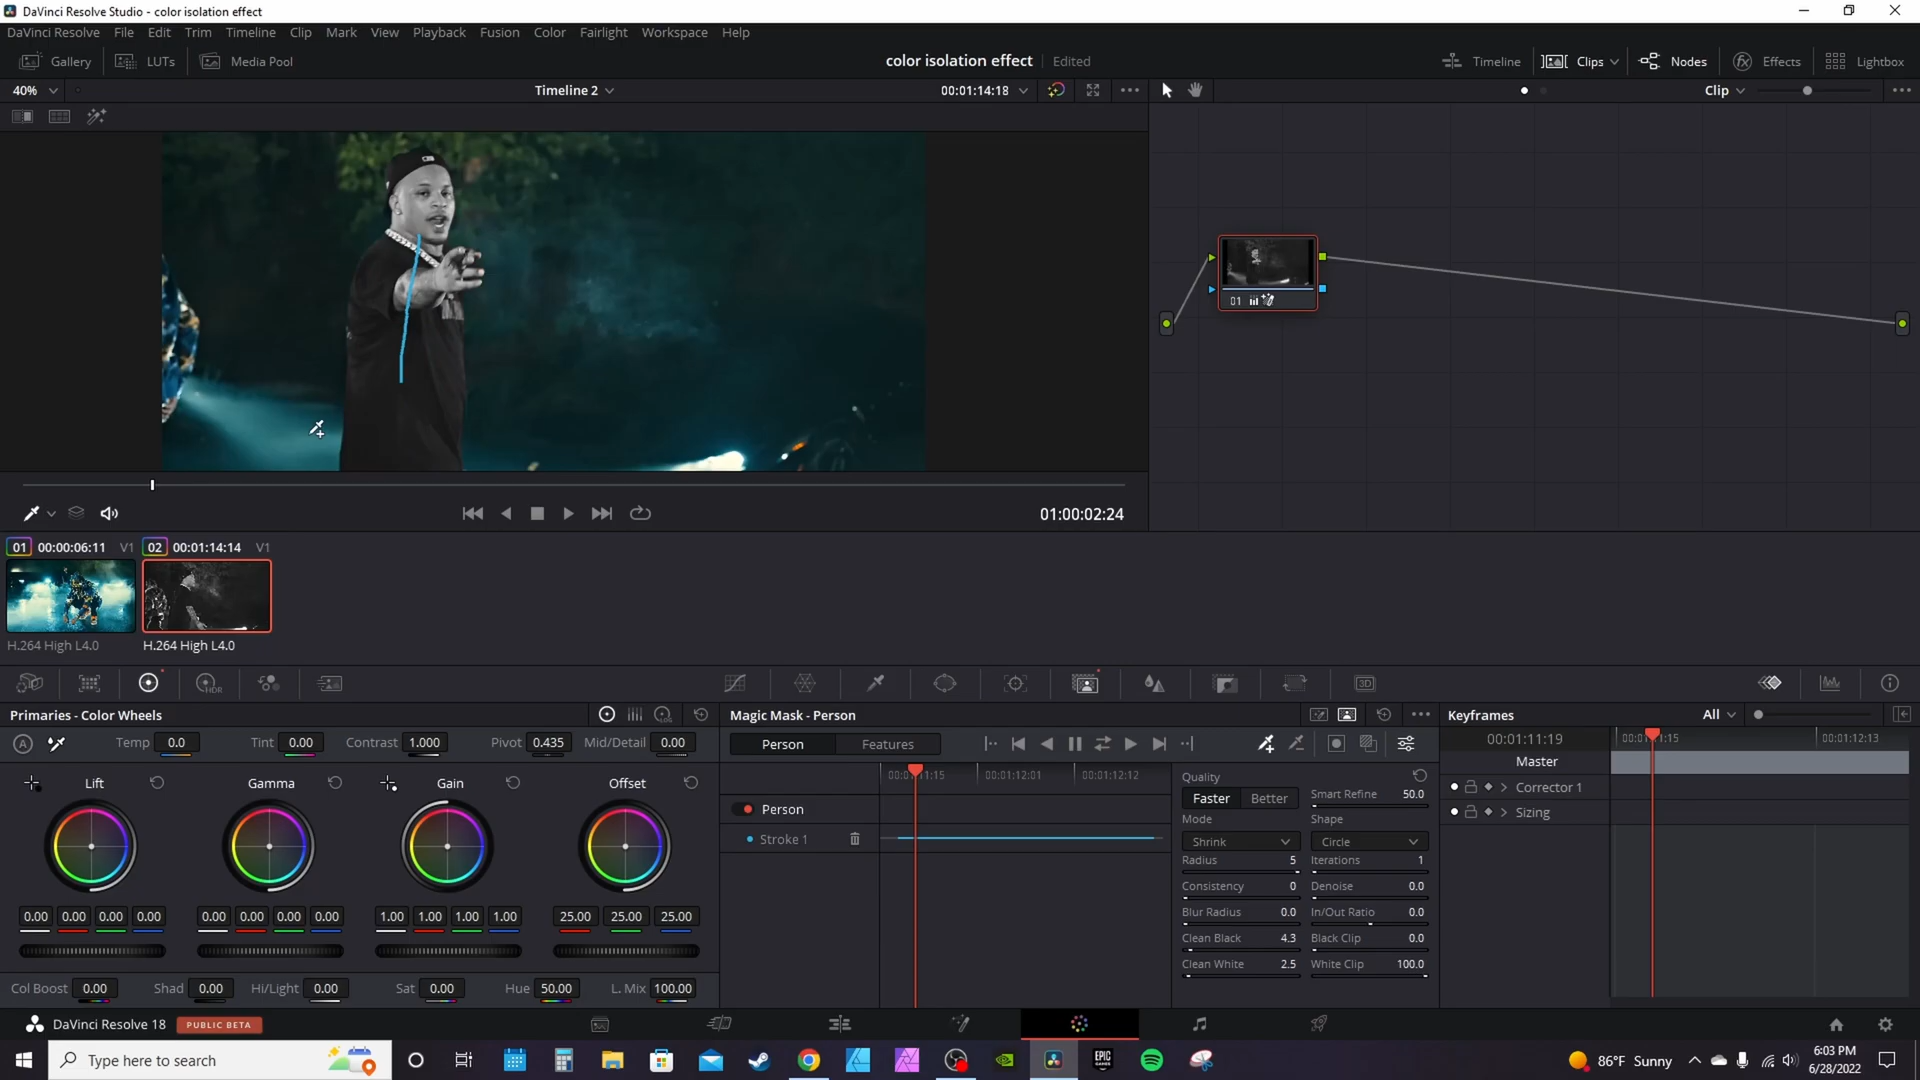 DaVinci Resolve Studio - color isolation effect
DaVinci Resolve File Edit Trim Timeline Clip Mark View Playback Fusion Color Fairlight Workspace Help
Gallery LUTs Media Pool color isolation effect Edited Timeline Clips Nodes Effects Lightbox
40% Timeline 2 00:01:14:18 Clip
01
01:00:02:24
01 00:00:06:11 V1 02 00:01:14:14 V1
H.264 High L4.0 H.264 High L4.0
HDR 3D
Primaries - Color Wheels LOG Magic Mask - Person Keyframes All
A Temp 0.0 Tint 0.00 Contrast 1.000 Pivot 0.435 Mid/Detail 0.00 Person Features 00:01:11:19 00:01:12:13
Master
Lift Gamma Gain Offset 00:01:12:01 00:01:12:12 Quality
Faster Better Smart Refine 50.0 Corrector 1
Person Mode Shape Sizing
Stroke 1 Shrink Circle
Radius 5 Iterations 1
Consistency 0 Denoise 0.0
0.00 0.00 0.00 0.00 0.00 0.00 0.00 0.00 1.00 1.00 1.00 1.00 25.00 25.00 25.00 Blur Radius 0.0 In/Out Ratio 0.0
Clean Black 4.3 Black Clip 0.0
Clean White 2.5 White Clip 100.0
Col Boost 0.00 Shad 0.00 Hi/Light 0.00 Sat 0.00 Hue 50.00 L. Mix 100.00
DaVinci Resolve 18 PUBLIC BETA
Type here to search EPIC GAMES 86°F Sunny 6:03 PM
6/28/2022